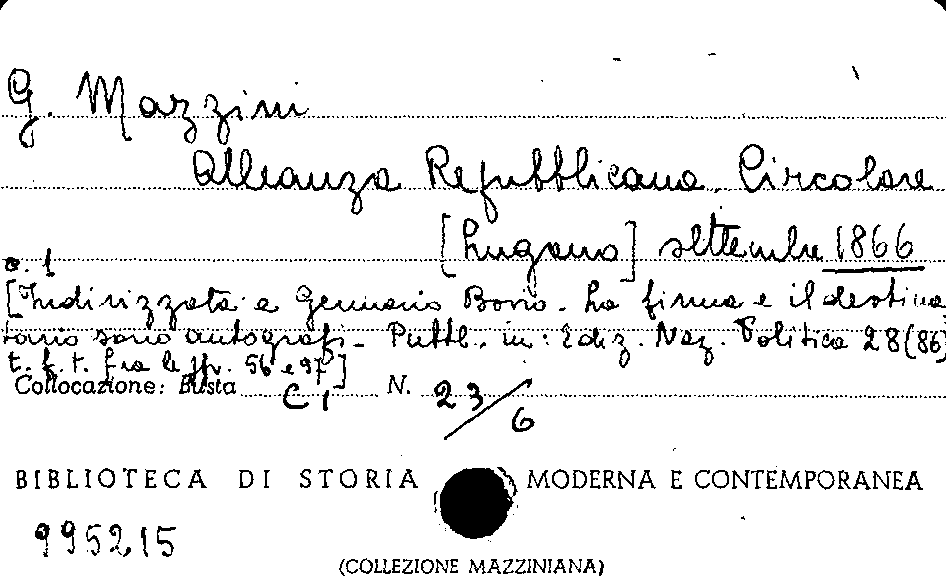 G. Mazzini
Alleanza Repubblicana. Circolare
[Lugano] settembre 1866
c. 1
[Indirizzata a Gennaro Bovio. La firma e il destina
tario sono autografi. Pubbl. in: Ediz. Naz. Politica 28(86)
t. f. t. fra le pp. 56 e 57]
Collocazione: Busta C1 N. 23/6
BIBLIOTECA DI STORIA MODERNA E CONTEMPORANEA
995215
(COLLEZIONE MAZZINIANA)